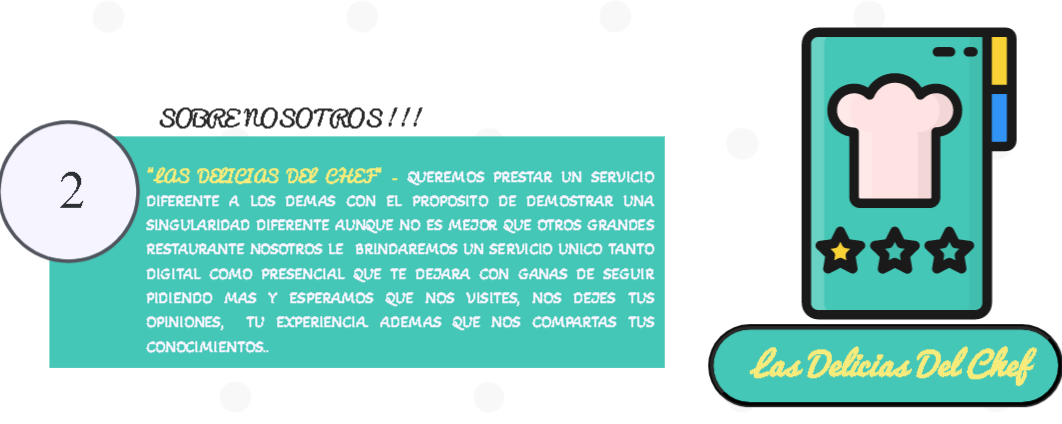 SOBRE NOSOTROS!!!
2
"LAS DELICIAS DEL CHEF" - QUEREMOS PRESTAR UN SERVICIO
DIFERENTE A LOS DEMAS CON EL PROPOSITO DE DEMOSTRAR UNA
SINGULARIDAD DIFERENTE AUNQUE NO ES MEJOR QUE OTROS GRANDES
RESTAURANTE NOSOTROS LE BRINDAREMOS UN SERVICIO UNICO TANTO
DIGITAL COMO PRESENCIAL QUE TE DEJARA CON GANAS DE SEGUIR
PIDIENDO MAS Y ESPERAMOS QUE NOS VISITES, NOS DEJES TUS
OPINIONES, TU EXPERIENCIA ADEMAS QUE NOS COMPARTAS TUS
CONOCIMIENTOS..
Las Delicias Del Chef